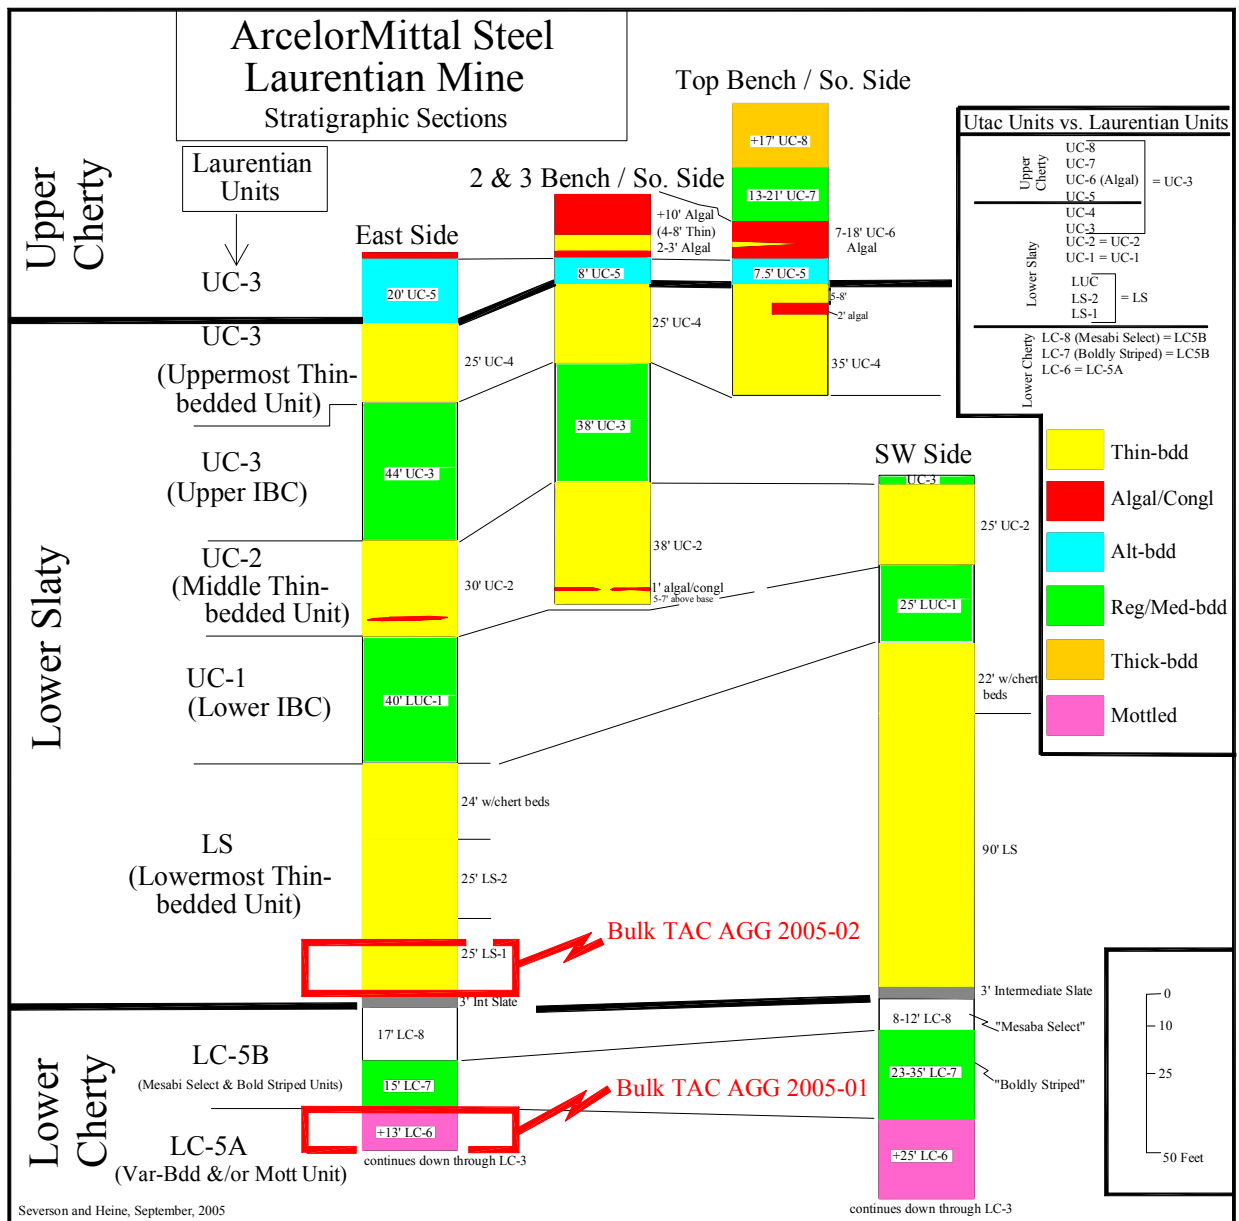 ArcelorMittal Steel
Laurentian Mine
Stratigraphic Sections
Laurentian
Units
Upper
Cherty
Lower Slaty
Lower
Cherty
UC-3
UC-3
(Uppermost Thin-
bedded Unit)
UC-3
(Upper IBC)
UC-2
(Middle Thin-
bedded Unit)
UC-1
(Lower IBC)
LS
(Lowermost Thin-
bedded Unit)
LC-5B
(Mesabi Select & Bold Striped Units)
LC-5A
(Var-Bdd &/or Mott Unit)
East Side
20' UC-5
25' UC-4
44' UC-3
30' UC-2
40' LUC-1
24' w/chert beds
25' LS-2
25' LS-1
3' Int Slate
17' LC-8
15' LC-7
+13' LC-6
continues down through LC-3
Bulk TAC AGG 2005-02
Bulk TAC AGG 2005-01
2 & 3 Bench / So. Side
+10' Algal
(4-8' Thin)
2-3' Algal
8' UC-5
25' UC-4
38' UC-3
38' UC-2
1' algal/congl
5-7' above base
Top Bench / So. Side
+17' UC-8
13-21' UC-7
7-18' UC-6
Algal
7.5' UC-5
5-8'
2' algal
35' UC-4
SW Side
UC-3
25' UC-2
25' LUC-1
22' w/chert
beds
90' LS
3' Intermediate Slate
8-12' LC-8
"Mesaba Select"
23-35' LC-7
"Boldly Striped"
+25' LC-6
continues down through LC-3
Utac Units vs. Laurentian Units
Upper
Cherty
UC-8
UC-7
UC-6 (Algal)
UC-5
= UC-3
Lower Slaty
UC-4
UC-3
UC-2 = UC-2
UC-1 = UC-1
LUC
LS-2
LS-1
= LS
Lower Cherty
LC-8 (Mesabi Select) = LC5B
LC-7 (Boldly Striped) = LC5B
LC-6 = LC-5A
Thin-bdd
Algal/Congl
Alt-bdd
Reg/Med-bdd
Thick-bdd
Mottled
0
10
25
50 Feet
Severson and Heine, September, 2005